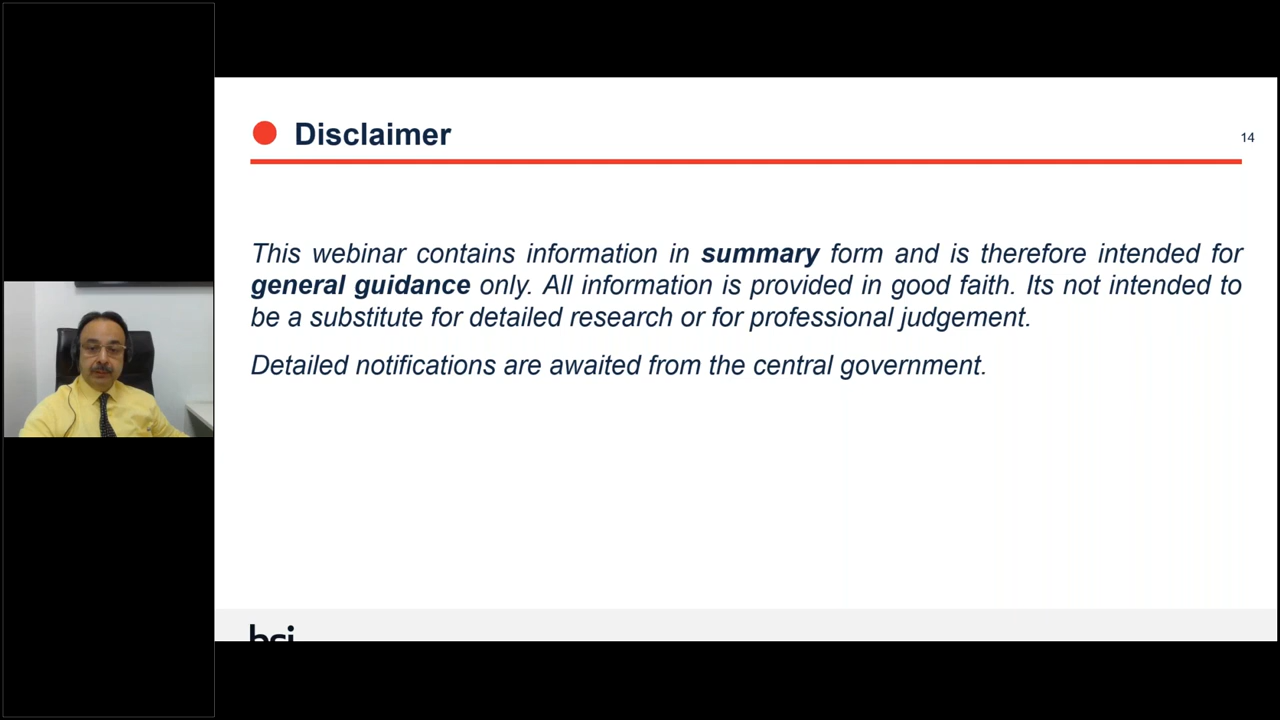 Disclaimer
14
This webinar contains information in summary form and is therefore intended for
general guidance only. All information is provided in good faith. Its not intended to
be a substitute for detailed research or for professional judgement.
Detailed notifications are awaited from the central government.
bsi